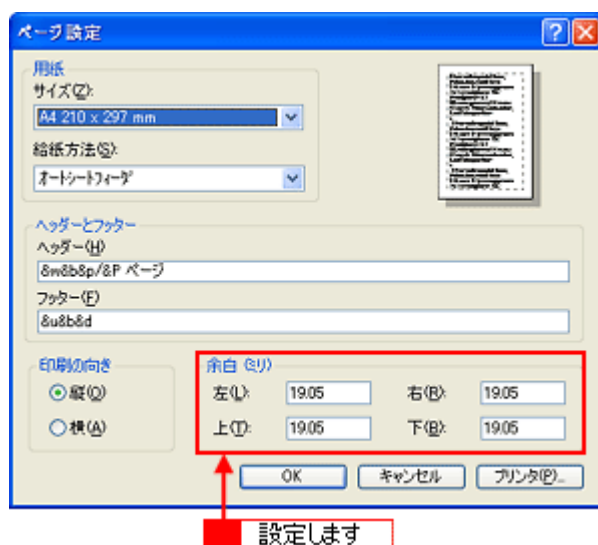 ページ設定
用紙
サイズ(Z):
A4 210 x 297 mm
給紙方法(S):
オートシートフィーダ
ヘッダーとフッター
ヘッダー(H)
&w&b&p/&P ページ
フッター(F)
&u&b&d
印刷の向き
縦(O)
横(A)
余白 (ミリ)
左(L): 19.05 右(R): 19.05
上(T): 19.05 下(B): 19.05
OK キャンセル プリンタ(P)...
設定します